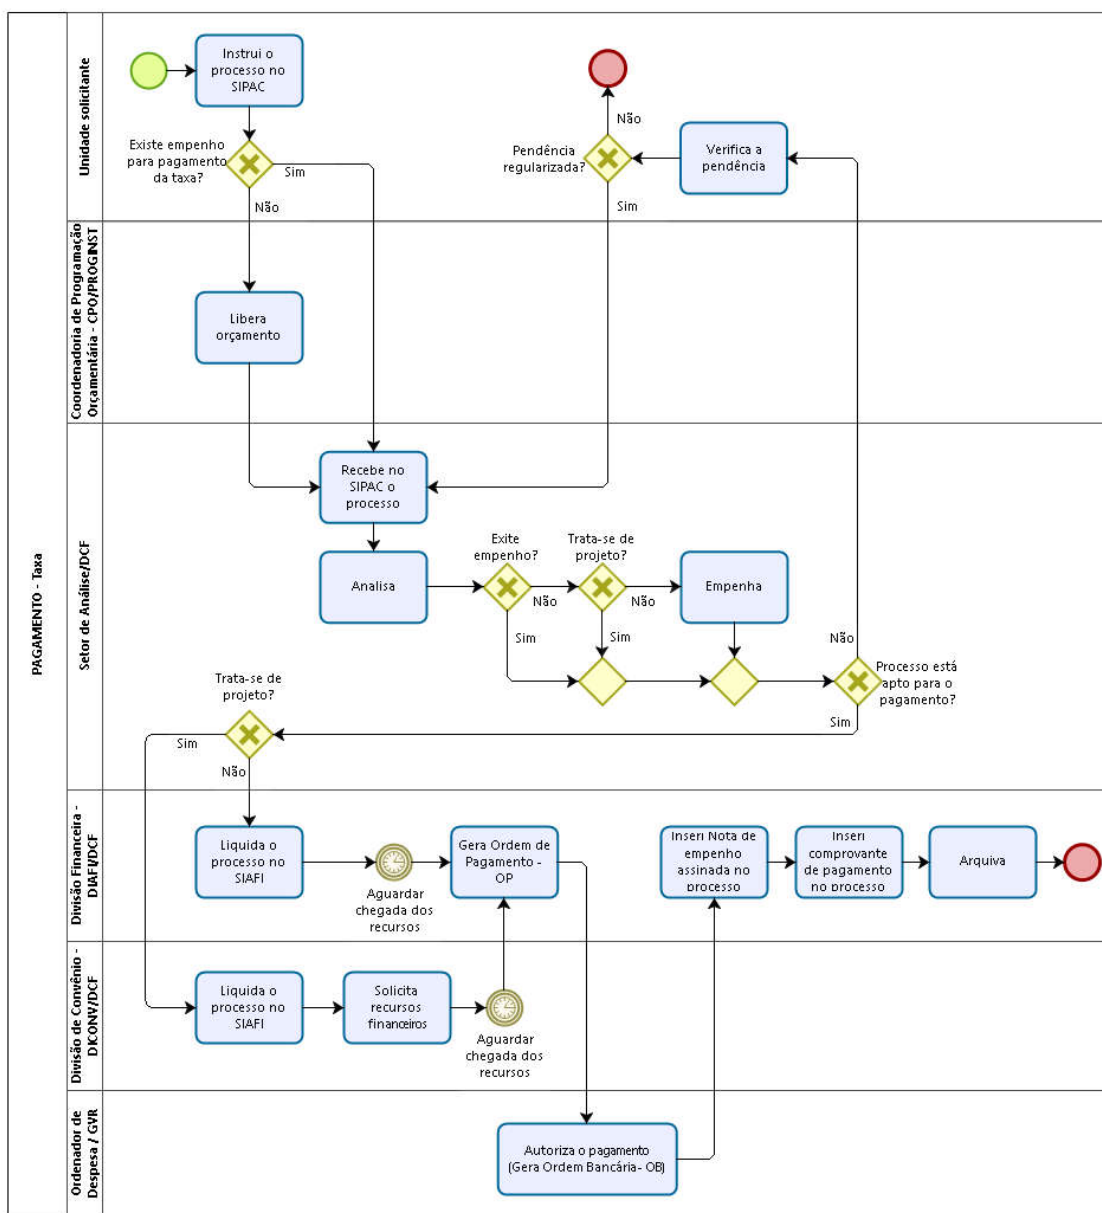 PAGAMENTO - Taxa
Unidade solicitante
Instrui o
processo no
SIPAC
Existe empenho
para pagamento
da taxa?
Sim
Não
Pendência
regularizada?
Não
Sim
Verifica a
pendência
Coordenadoria de Programação
Orçamentária - CPO/PROGINST
Libera
orçamento
Setor de Análise/DCF
Recebe no
SIPAC o
processo
Analisa
Exite
empenho?
Não
Sim
Trata-se de
projeto?
Não
Sim
Empenha
Não
Processo está
apto para o
pagamento?
Sim
Trata-se de
projeto?
Sim
Não
Divisão Financeira -
DIAFI/DCF
Liquida o
processo no
SIAFI
Aguardar
chegada dos
recursos
Gera Ordem de
Pagamento -
OP
Inseri Nota de
empenho
assinada no
processo
Inseri
comprovante
de pagamento
no processo
Arquiva
Divisão de Convênio -
DICONV/DCF
Liquida o
processo no
SIAFI
Solicita
recursos
financeiros
Aguardar
chegada dos
recursos
Ordenador de
Despesa / GVR
Autoriza o pagamento
(Gera Ordem Bancária- OB)